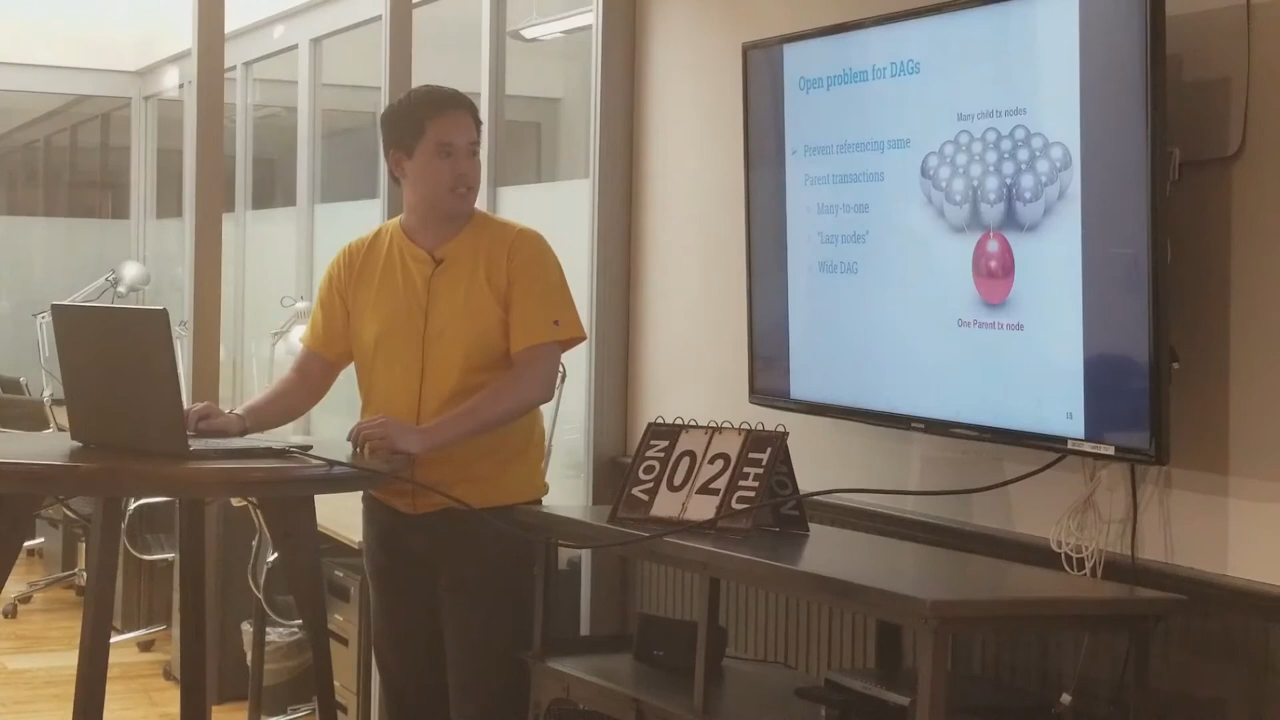 Open problem for DAGs
Many child tx nodes
➢ Prevent referencing same
Parent transactions
Many-to-one
"Lazy nodes"
Wide DAG
One Parent tx node
18
NOV 02 THU
MON